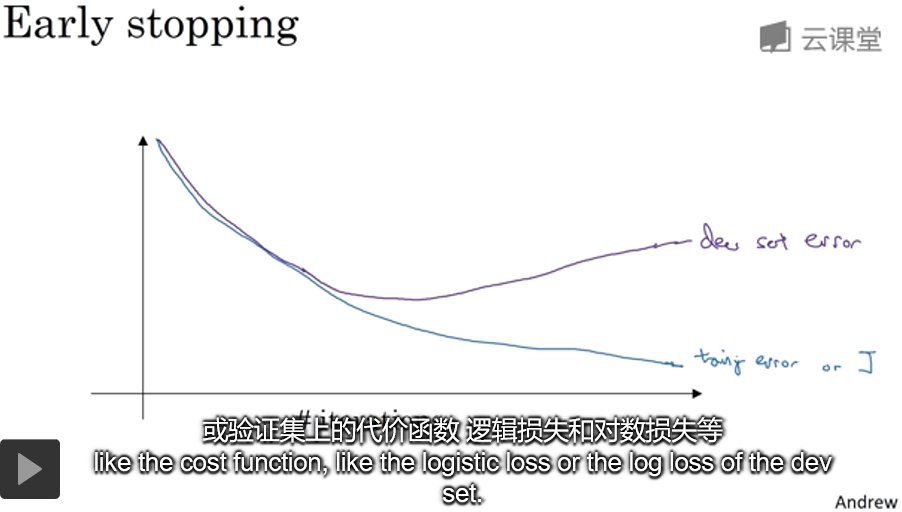 Early stopping
云课堂
dev set error
error or J
# iterations
或验证集上的代价函数 逻辑损失和对数损失等
like the cost function, like the logistic loss or the log loss of the dev
set.
Andrew